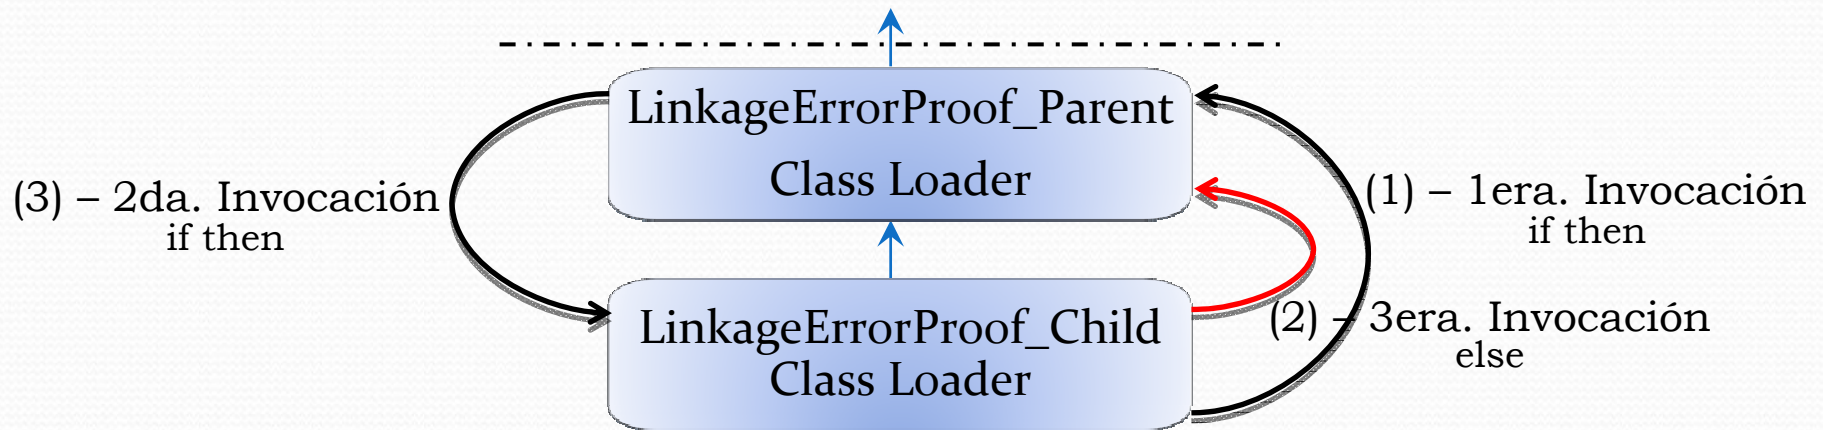 LinkageErrorProof_Parent
Class Loader
(3) – 2da. Invocación
if then
(1) – 1era. Invocación
if then
LinkageErrorProof_Child
Class Loader
(2) – 3era. Invocación
else